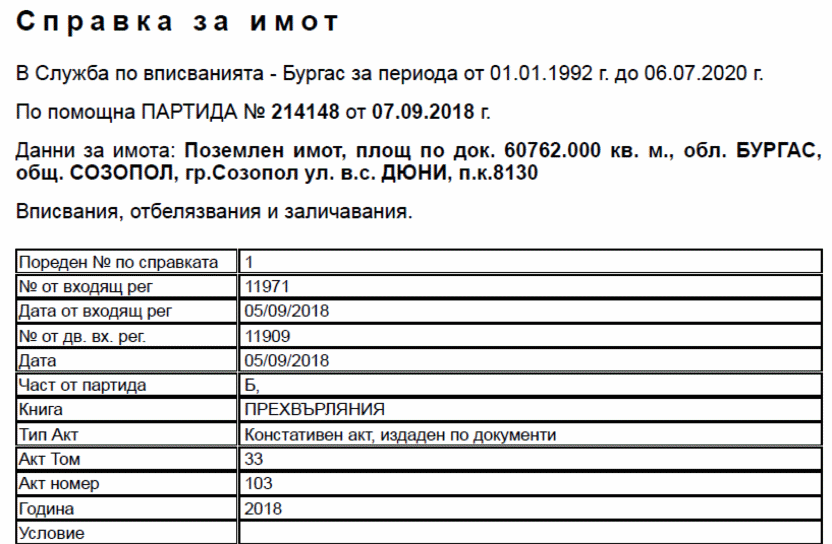 Справка за имот
В Служба по вписванията - Бургас за периода от 01.01.1992 г. до 06.07.2020 г.
По помощна ПАРТИДА № 214148 от 07.09.2018 г.
Данни за имота: Поземлен имот, площ по док. 60762.000 кв. м., обл. БУРГАС,
общ. СОЗОПОЛ, гр.Созопол ул. в.с. ДЮНИ, п.к.8130
Вписвания, отбелязвания и заличавания.
Пореден № по справката 1
№ от входящ рег 11971
Дата от входящ рег 05/09/2018
№ от дв. вх. рег. 11909
Дата 05/09/2018
Част от партида Б,
Книга ПРЕХВЪРЛЯНИЯ
Тип Акт Констативен акт, издаден по документи
Акт Том 33
Акт номер 103
Година 2018
Условие